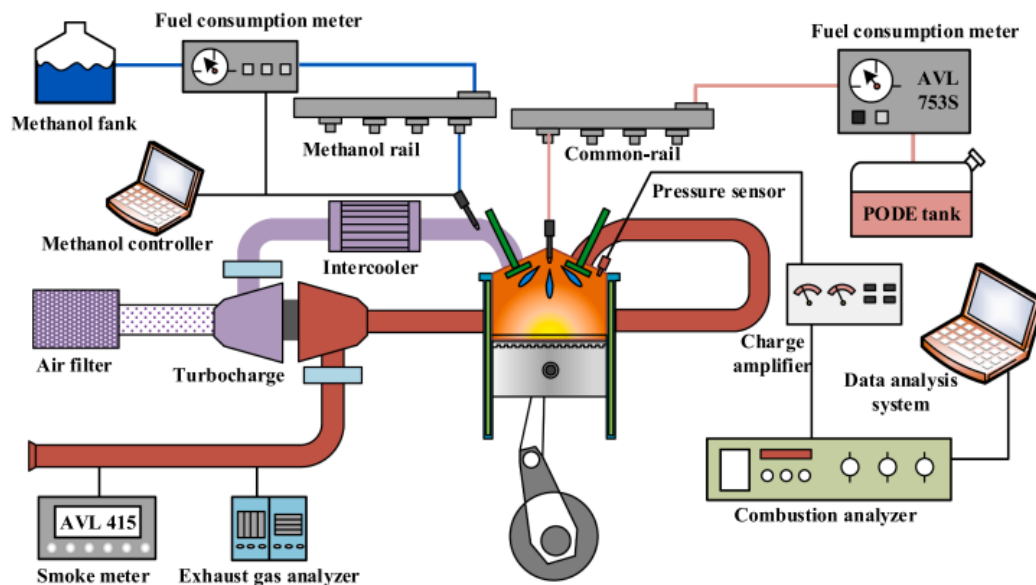 Fuel consumption meter
Fuel consumption meter
AVL
753S
Methanol fank
Methanol rail
Common-rail
Pressure sensor
PODE tank
Methanol controller
Intercooler
Air filter
Turbocharge
Charge
amplifier
Data analysis
system
AVL 415
Combustion analyzer
Smoke meter
Exhaust gas analyzer